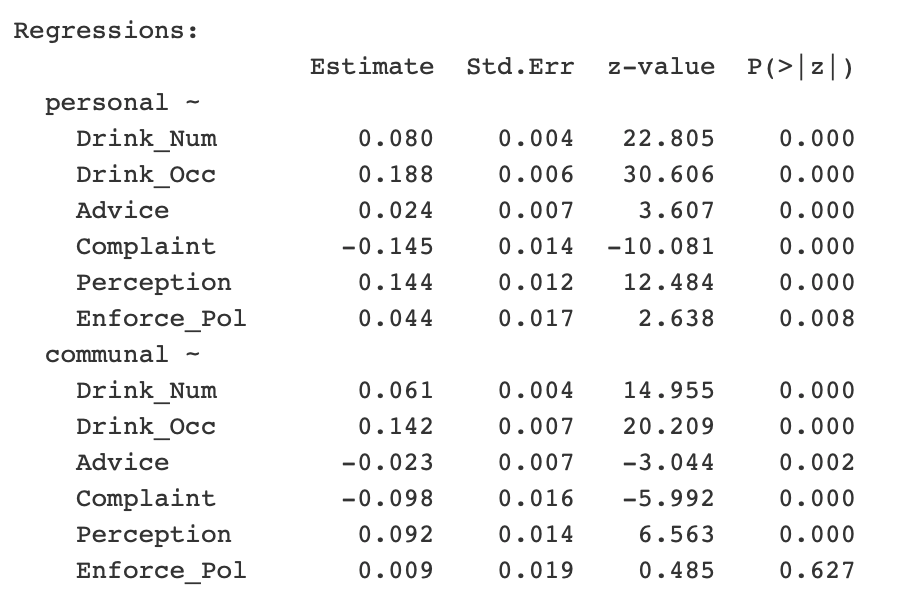 Regressions:
                   Estimate  Std.Err  z-value  P(>|z|)
  personal ~
    Drink_Num         0.080    0.004   22.805    0.000
    Drink_Occ         0.188    0.006   30.606    0.000
    Advice            0.024    0.007    3.607    0.000
    Complaint        -0.145    0.014  -10.081    0.000
    Perception        0.144    0.012   12.484    0.000
    Enforce_Pol       0.044    0.017    2.638    0.008
  communal ~
    Drink_Num         0.061    0.004   14.955    0.000
    Drink_Occ         0.142    0.007   20.209    0.000
    Advice           -0.023    0.007   -3.044    0.002
    Complaint        -0.098    0.016   -5.992    0.000
    Perception        0.092    0.014    6.563    0.000
    Enforce_Pol       0.009    0.019    0.485    0.627